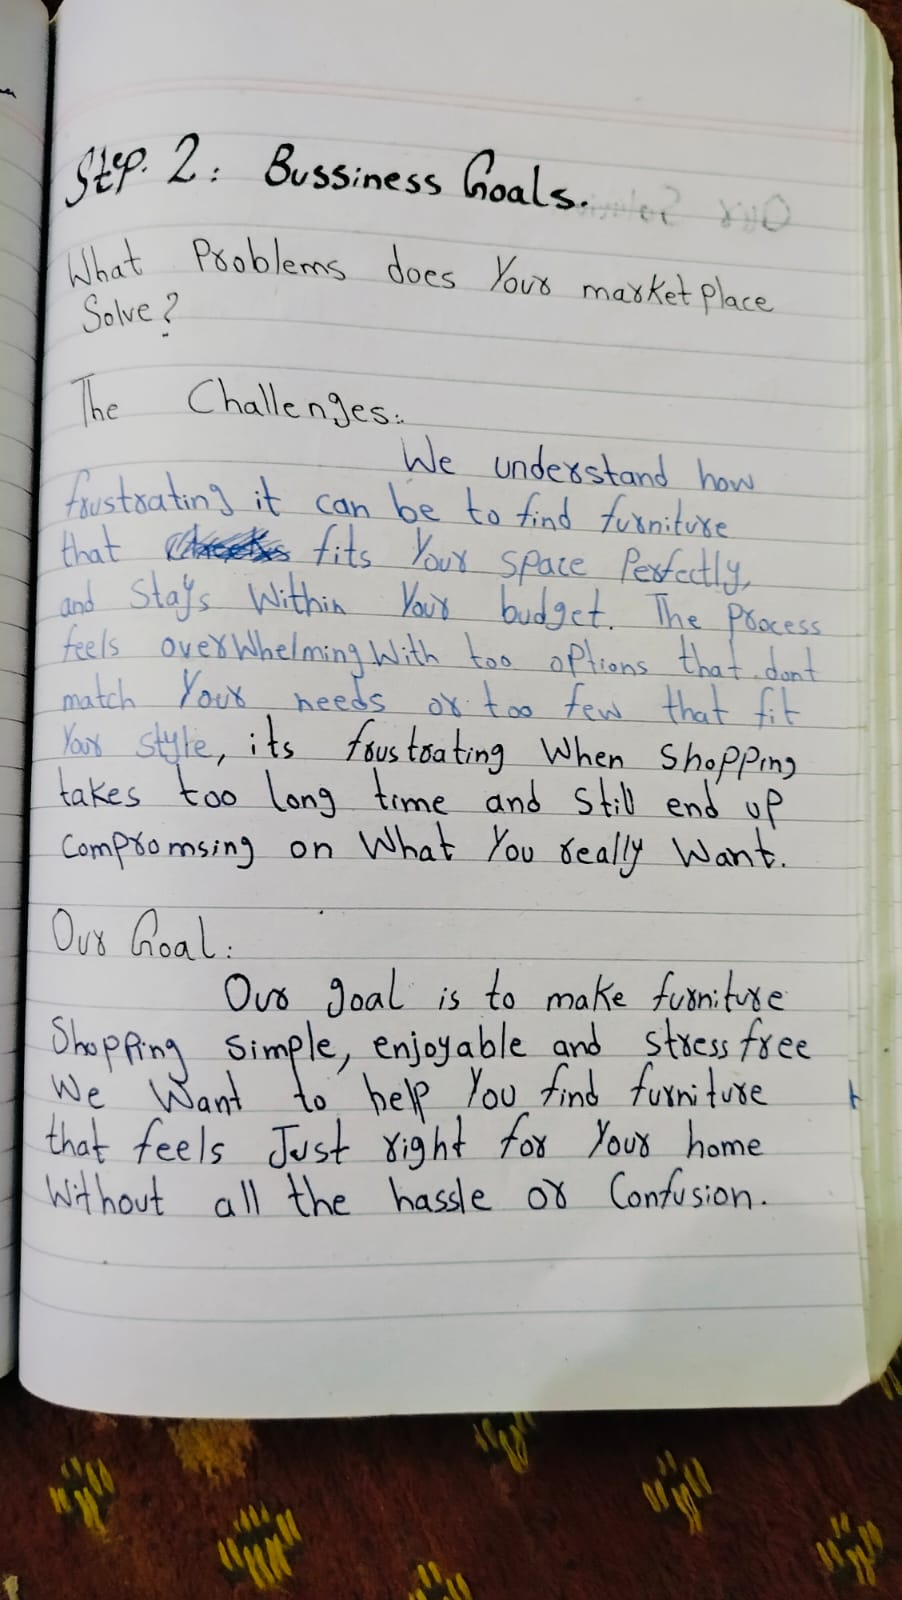 Step. 2: Bussiness Goals.
What Problems does Your marketplace
Solve?
The Challenges:
We understand how
frustrating it can be to find furniture
that fits Your space Perfectly,
and Stays Within Your budget. The Process
feels overWhelming.With too options that dont
match Your needs or too few that fit
Your style, its frustrating When Shopping
takes too long time and Still end up
Compromsing on What You really Want.
Our Goal:
Our goal is to make furniture
Shopping Simple, enjoyable and stress free
We Want to help You find furniture
that feels Just right for Your home
Without all the hassle or Confusion.